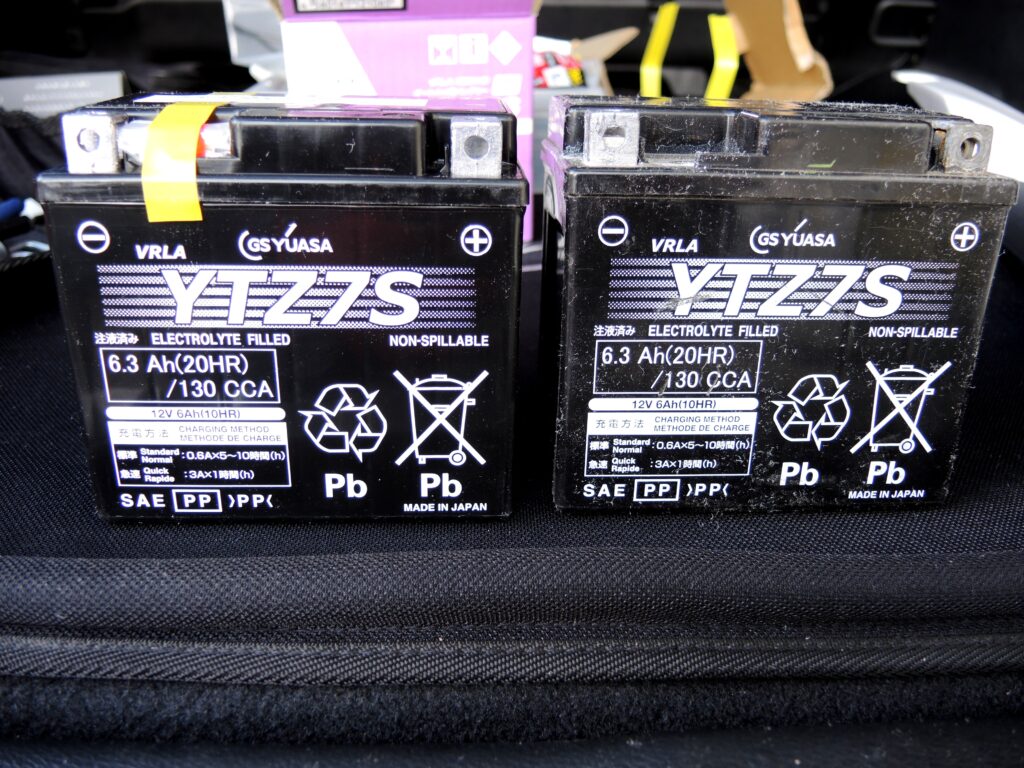 VRLA GS YUASA
YTZ7S
注液済み ELECTROLYTE FILLED
NON-SPILLABLE
6.3 Ah(20HR)
/130 CCA
12V 6Ah(10HR)
充電方法 CHARGING METHOD
METHODE DE CHARGE
標準 Standard Normal :0.6A×5～10時間(h)
急速 Quick Rapide :3A×1時間(h)
SAE PP >PP<
Pb
Pb
MADE IN JAPAN
VRLA GS YUASA
YTZ7S
注液済み ELECTROLYTE FILLED
NON-SPILLABLE
6.3 Ah(20HR)
/130 CCA
12V 6Ah(10HR)
充電方法 CHARGING METHOD
METHODE DE CHARGE
標準 Standard Normal :0.6A×5～10時間(h)
急速 Quick Rapide :3A×1時間(h)
SAE PP >PP<
Pb
Pb
MADE IN JAPAN